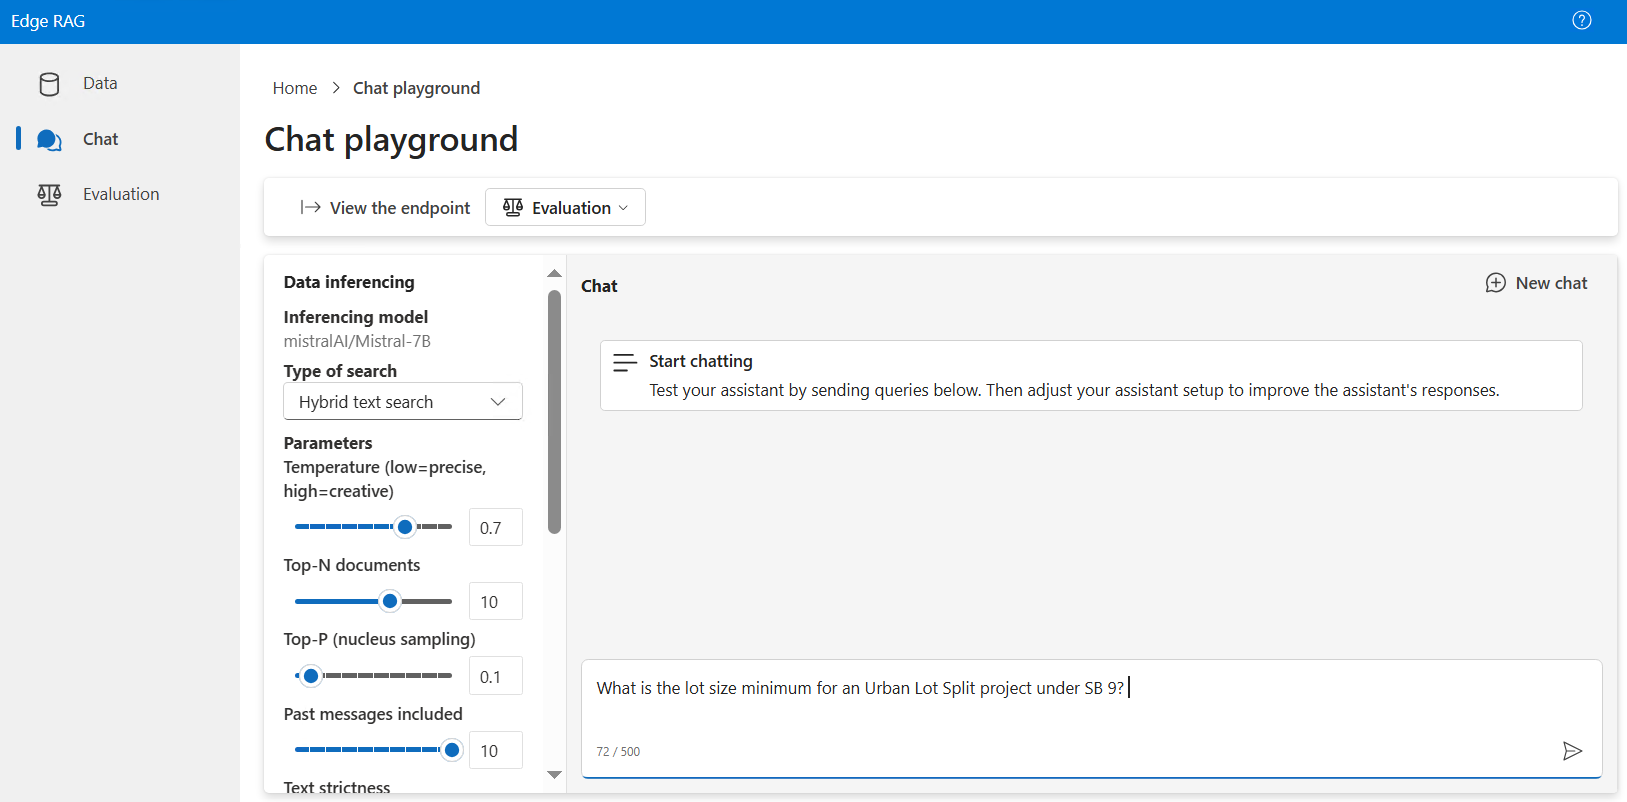 Edge RAG
Data
Chat
Evaluation
Home > Chat playground
Chat playground
View the endpoint
Evaluation
Data inferencing
Inferencing model
mistralAI/Mistral-7B
Type of search
Hybrid text search
Parameters
Temperature (low=precise,
high=creative)
0.7
Top-N documents
10
Top-P (nucleus sampling)
0.1
Past messages included
10
Text strictness
Chat
New chat
Start chatting
Test your assistant by sending queries below. Then adjust your assistant setup to improve the assistant's responses.
What is the lot size minimum for an Urban Lot Split project under SB 9?
72 / 500